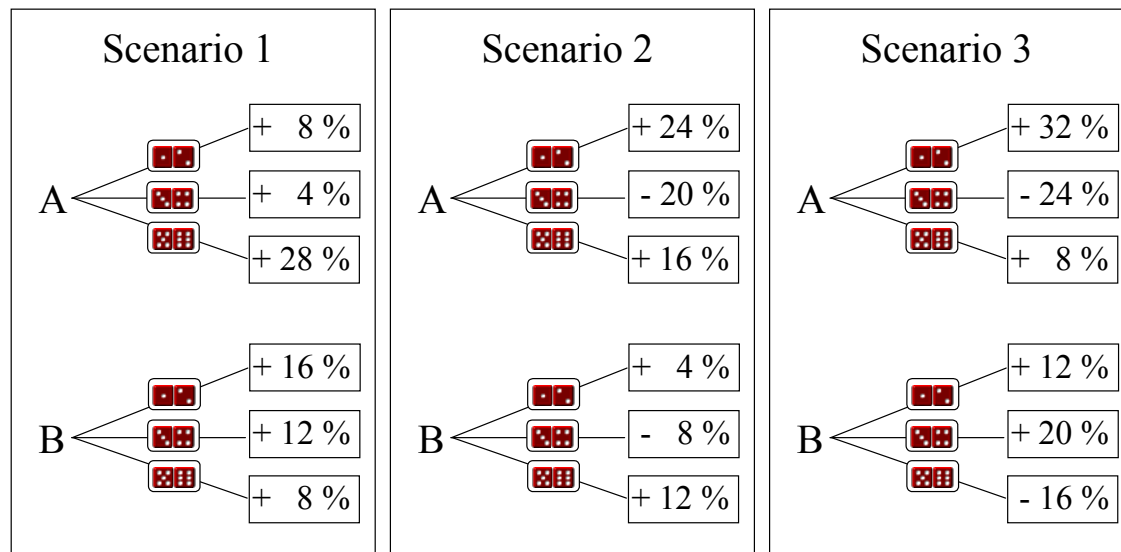 Scenario 1
A
+ 8 %
+ 4 %
+ 28 %
B
+ 16 %
+ 12 %
+ 8 %
Scenario 2
A
+ 24 %
- 20 %
+ 16 %
B
+ 4 %
- 8 %
+ 12 %
Scenario 3
A
+ 32 %
- 24 %
+ 8 %
B
+ 12 %
+ 20 %
- 16 %